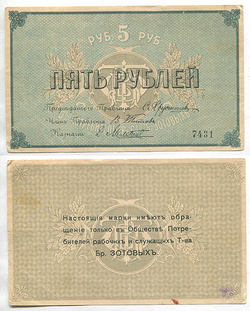 РУБ 5 РУБ
ПЯТЬ РУБЛЕЙ
Предсѣдатель Правленія
Членъ Правленія
Кассиръ
7431
Настоящія марки имѣютъ обра-
щеніе только въ Обществѣ Потре-
бителей рабочихъ и служащихъ Т-ва
Бр. ЗОТОВЫХЪ.